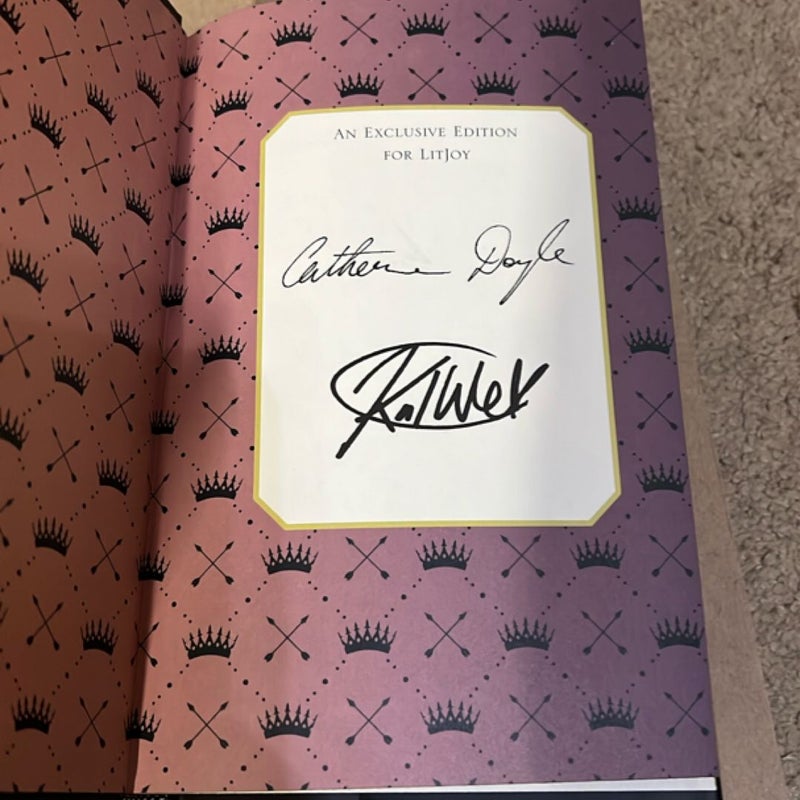 An Exclusive Edition
for LitJoy
Catherine Doyle